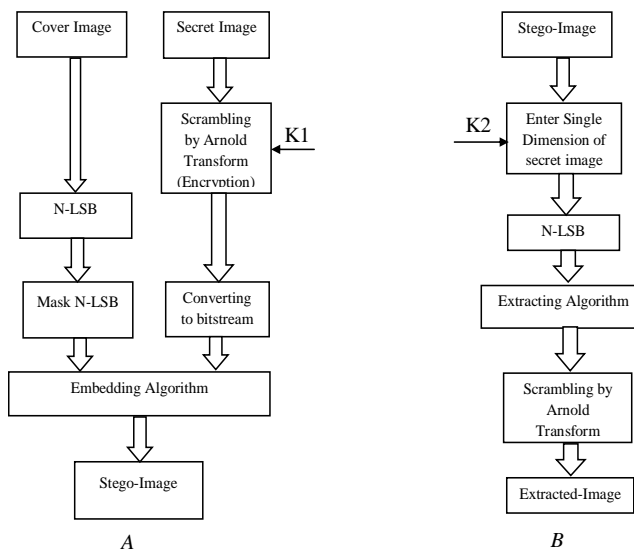 Cover Image
Secret Image
Scrambling
by Arnold
Transform
(Encryption)
K1
N-LSB
Mask N-LSB
Converting
to bitstream
Embedding Algorithm
Stego-Image
A
Stego-Image
K2
Enter Single
Dimension of
secret image
N-LSB
Extracting Algorithm
Scrambling by
Arnold
Transform
Extracted-Image
B